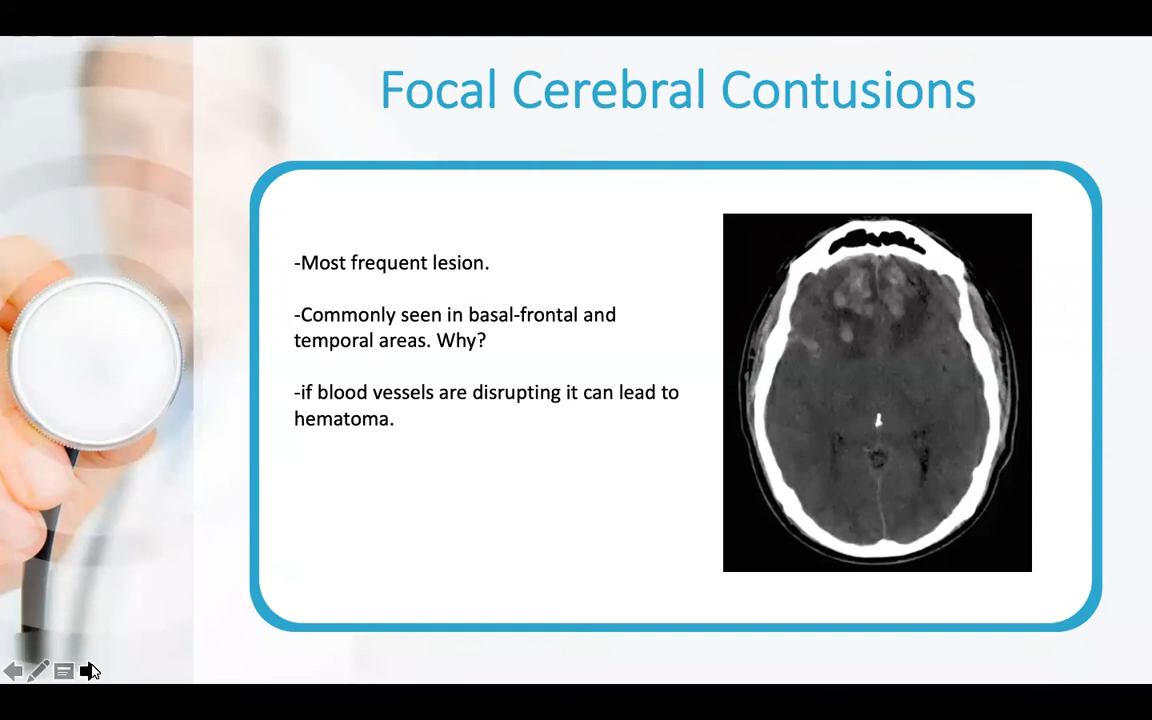 Focal Cerebral Contusions
-Most frequent lesion.
-Commonly seen in basal-frontal and
temporal areas. Why?
-if blood vessels are disrupting it can lead to
hematoma.